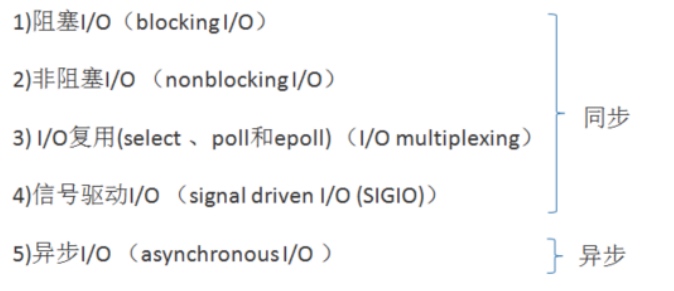 1)阻塞I/O（blocking I/O）
2)非阻塞I/O （nonblocking I/O）
3) I/O复用(select 、poll和epoll) （I/O multiplexing）
同步
4)信号驱动I/O （signal driven I/O (SIGIO)）
5)异步I/O （asynchronous I/O ）
异步